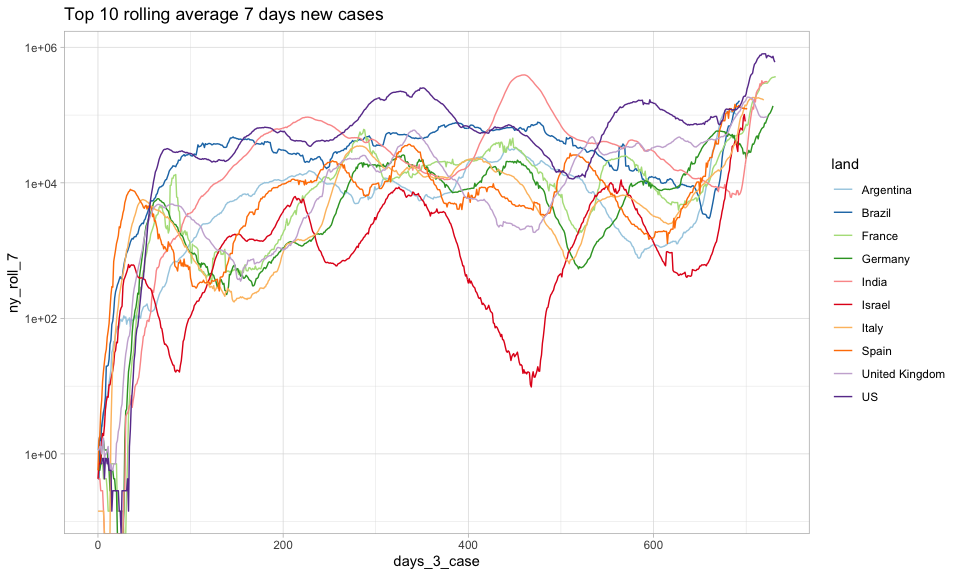 Top 10 rolling average 7 days new cases
ny_roll_7
1e+06
1e+04
1e+02
1e+00
0
200
400
600
days_3_case
land
Argentina
Brazil
France
Germany
India
Israel
Italy
Spain
United Kingdom
US